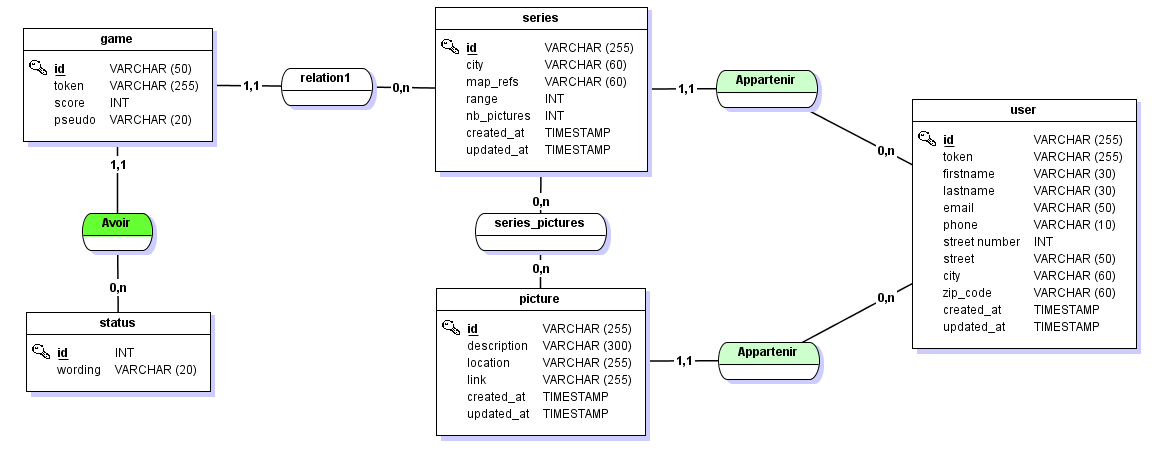 game
id VARCHAR (50)
token VARCHAR (255)
score INT
pseudo VARCHAR (20)
1,1
relation1
0,n
series
id VARCHAR (255)
city VARCHAR (60)
map_refs VARCHAR (60)
range INT
nb_pictures INT
created_at TIMESTAMP
updated_at TIMESTAMP
1,1
Appartenir
0,n
user
id VARCHAR (255)
token VARCHAR (255)
firstname VARCHAR (30)
lastname VARCHAR (30)
email VARCHAR (50)
phone VARCHAR (10)
street number INT
street VARCHAR (50)
city VARCHAR (60)
zip_code VARCHAR (60)
created_at TIMESTAMP
updated_at TIMESTAMP
1,1
Avoir
0,n
status
id INT
wording VARCHAR (20)
0,n
series_pictures
0,n
picture
id VARCHAR (255)
description VARCHAR (300)
location VARCHAR (255)
link VARCHAR (255)
created_at TIMESTAMP
updated_at TIMESTAMP
1,1
Appartenir
0,n